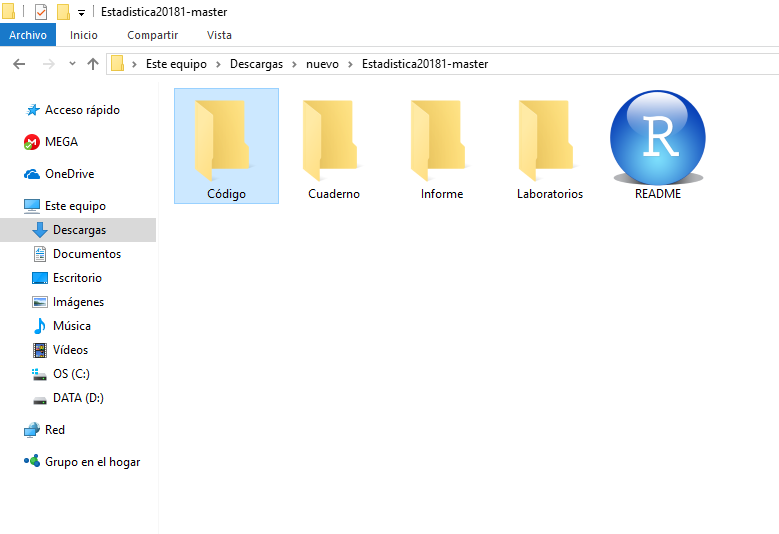 Estadistica20181-master
Archivo Inicio Compartir Vista
Este equipo Descargas nuevo Estadistica20181-master
Acceso rápido
MEGA
OneDrive
Este equipo
Descargas
Documentos
Escritorio
Imágenes
Música
Vídeos
OS (C:)
DATA (D:)
Red
Grupo en el hogar
R
Código Cuaderno Informe Laboratorios README